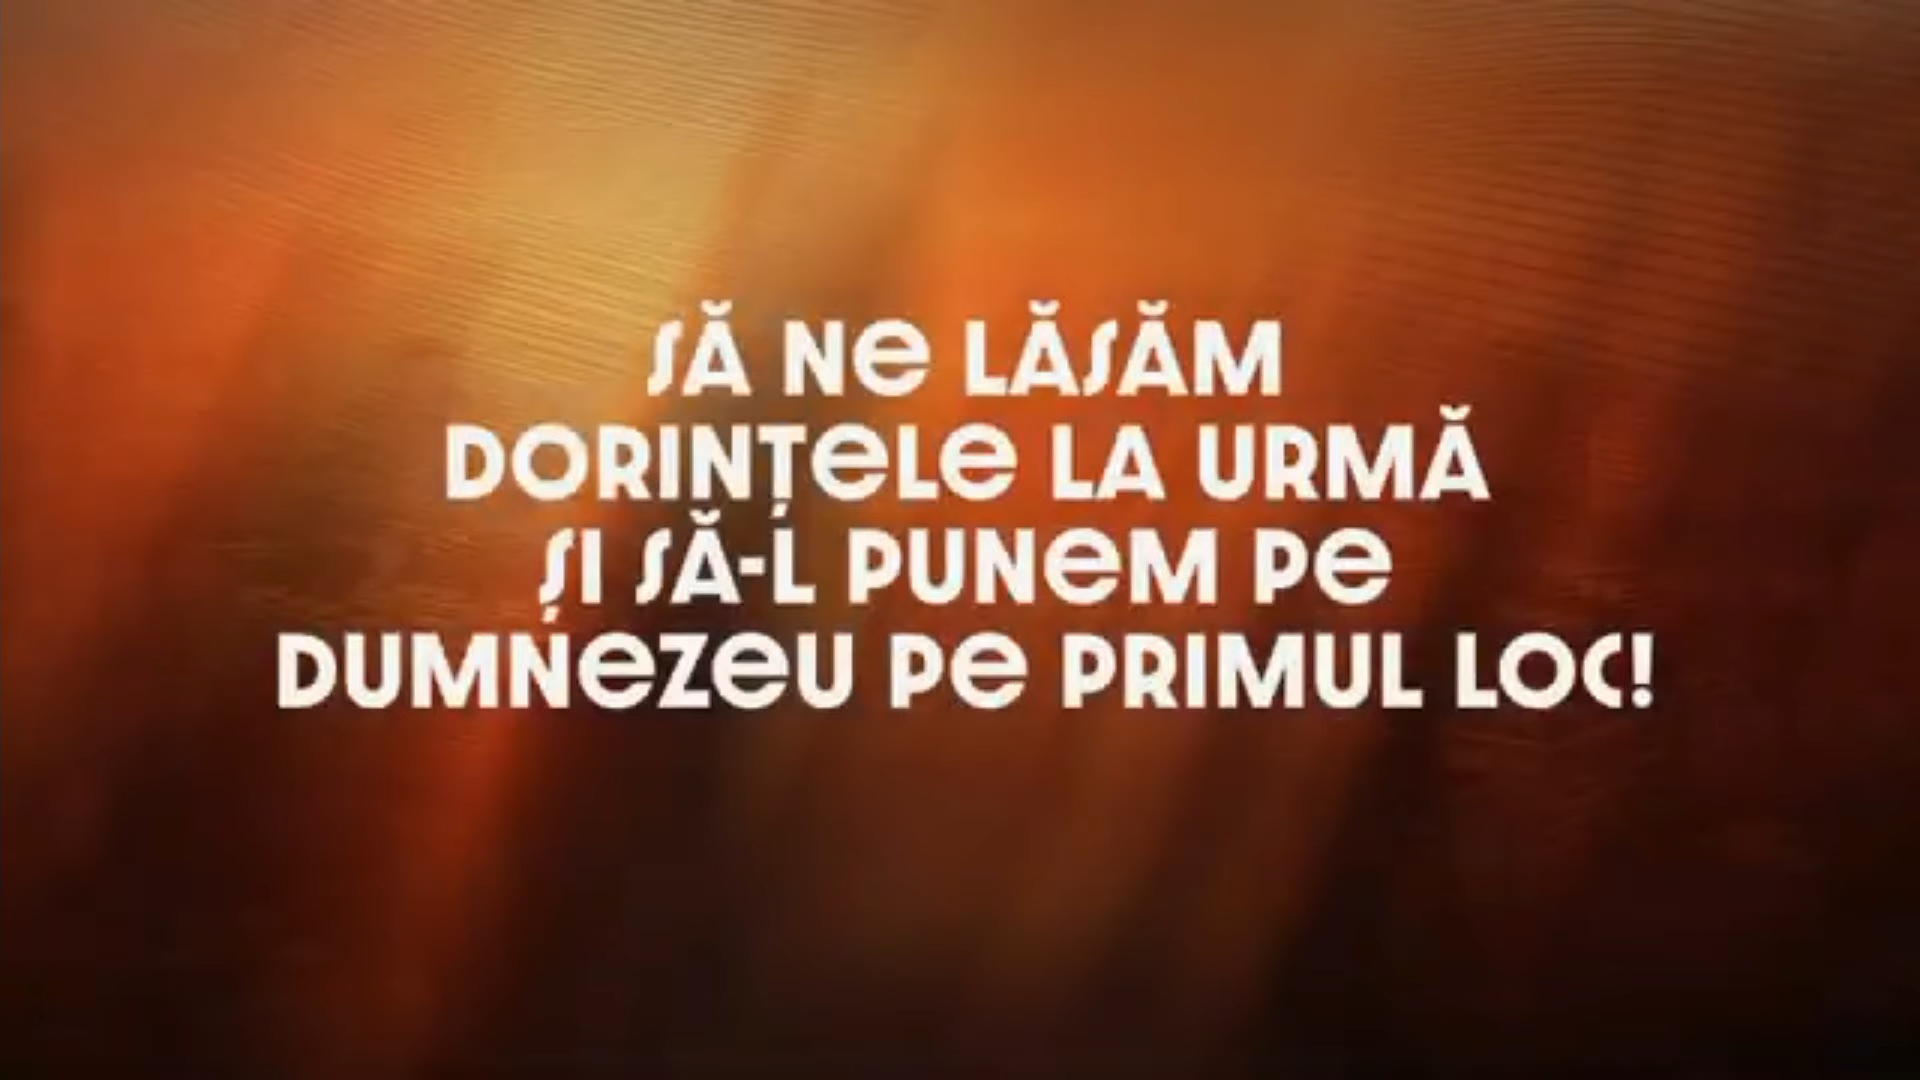 SĂ NE LĂSĂM
DORINȚELE LA URMĂ
ȘI SĂ-L PUNEM PE
DUMNEZEU PE PRIMUL LOC!